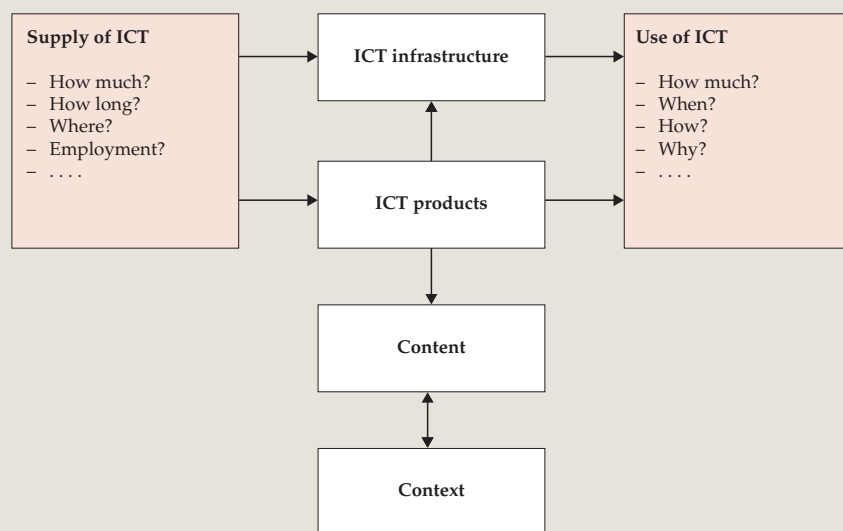 Supply of ICT
– How much?
– How long?
– Where?
– Employment?
– . . . .
ICT infrastructure
ICT products
Content
Context
Use of ICT
– How much?
– When?
– How?
– Why?
– . . . .